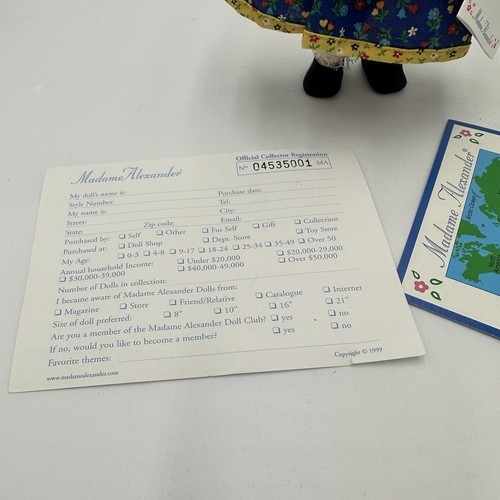 Madame Alexander®
Official Collector Registration
Nº 04535001 MA
My doll's name is: Purchase date:
Style Number: Tel:
My name is: City:
Street: Email:
State: Zip code:
Purchased by: ❏ Self ❏ Other ❏ For Self ❏ Gift ❏ Collection
Purchased at: ❏ Doll Shop ❏ Dept. Store ❏ Toy Store
My Age: ❏ 0-3 ❏ 4-8 ❏ 9-17 ❏ 18-24 ❏ 25-34 ❏ 35-49 ❏ Over 50
Annual household Income: ❏ Under $20,000 ❏ $20,000-29,000
❏ $30,000-39,000 ❏ $40,000-49,000 ❏ Over $50,000
Number of Dolls in collection:
I became aware of Madame Alexander Dolls from:
❏ Magazine ❏ Store ❏ Friend/Relative ❏ Catalogue ❏ Internet
Size of doll preferred: ❏ 8" ❏ 10" ❏ 16" ❏ 21"
Are you a member of the Madame Alexander Doll Club? ❏ yes ❏ no
If no, would you like to become a member? ❏ yes ❏ no
Favorite themes:
www.madamealexander.com
Copyright © 1999
Madame Alexander®